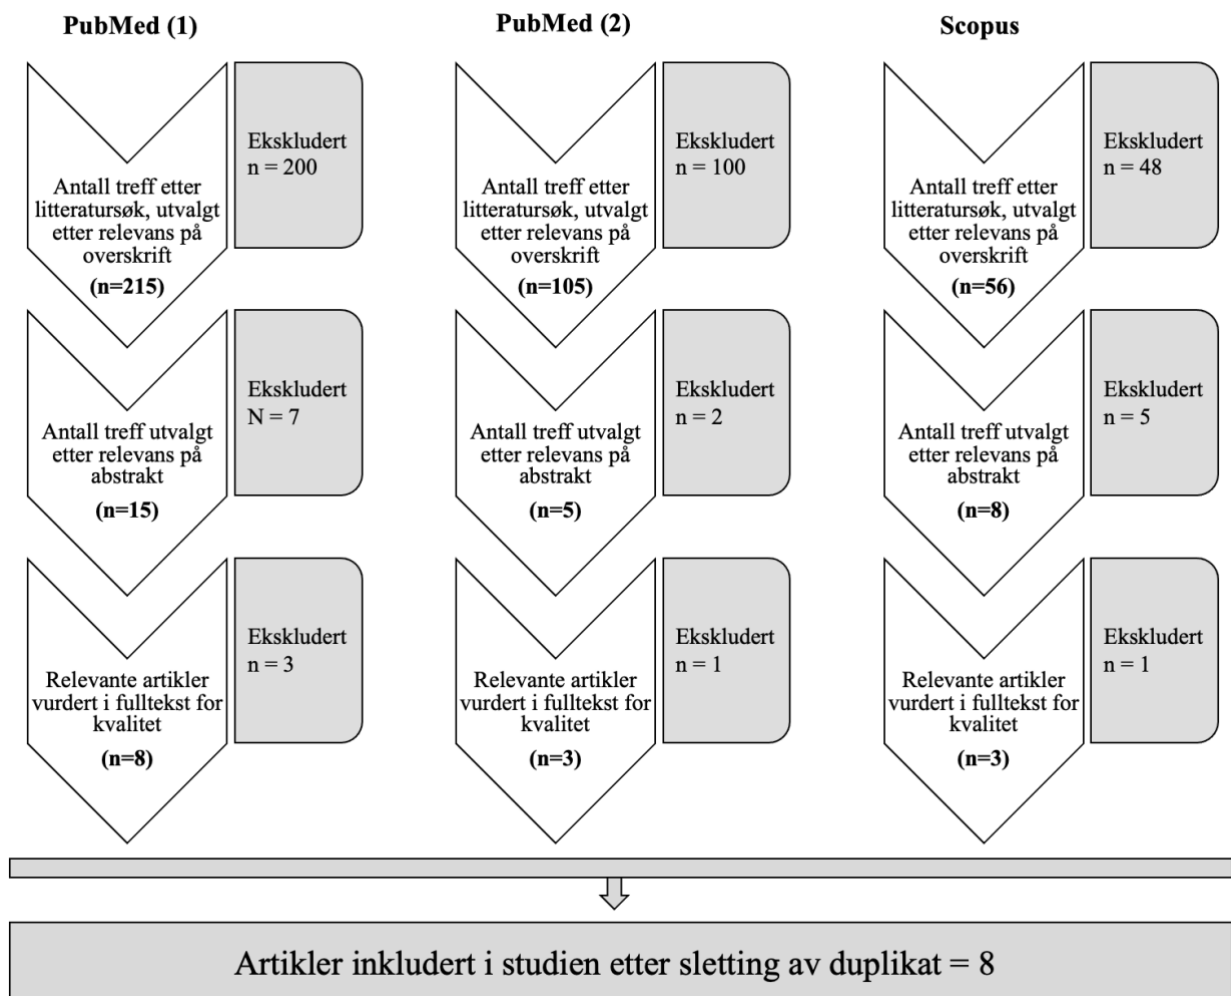 PubMed (1)
Antall treff etter
litteratursøk, utvalgt
etter relevans på
overskrift
(n=215)
Ekskludert
n = 200
Antall treff utvalgt
etter relevans på
abstrakt
(n=15)
Ekskludert
N = 7
Relevante artikler
vurdert i fulltekst for
kvalitet
(n=8)
Ekskludert
n = 3
PubMed (2)
Antall treff etter
litteratursøk, utvalgt
etter relevans på
overskrift
(n=105)
Ekskludert
n = 100
Antall treff utvalgt
etter relevans på
abstrakt
(n=5)
Ekskludert
n = 2
Relevante artikler
vurdert i fulltekst for
kvalitet
(n=3)
Ekskludert
n = 1
Scopus
Antall treff etter
litteratursøk, utvalgt
etter relevans på
overskrift
(n=56)
Ekskludert
n = 48
Antall treff utvalgt
etter relevans på
abstrakt
(n=8)
Ekskludert
n = 5
Relevante artikler
vurdert i fulltekst for
kvalitet
(n=3)
Ekskludert
n = 1
Artikler inkludert i studien etter sletting av duplikat = 8